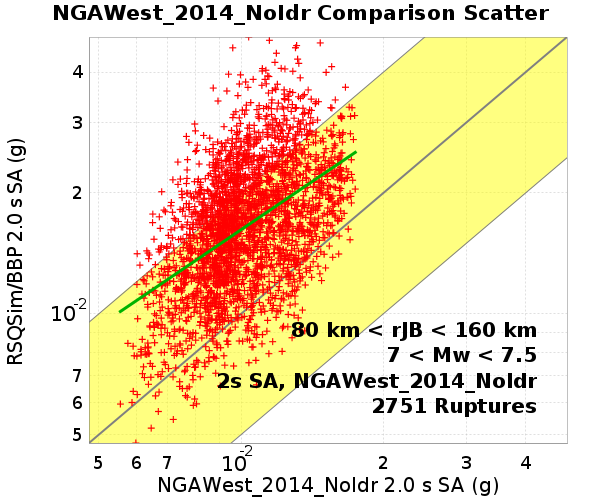 NGAWest_2014_NoIdr Comparison Scatter
RSQSim/BBP 2.0 s SA (g)
4
3
2
10-2
7
6
5
80 km < rJB < 160 km
7 < Mw < 7.5
2s SA, NGAWest_2014_NoIdr
2751 Ruptures
5 6 7 10-2 2 3 4
NGAWest_2014_NoIdr 2.0 s SA (g)